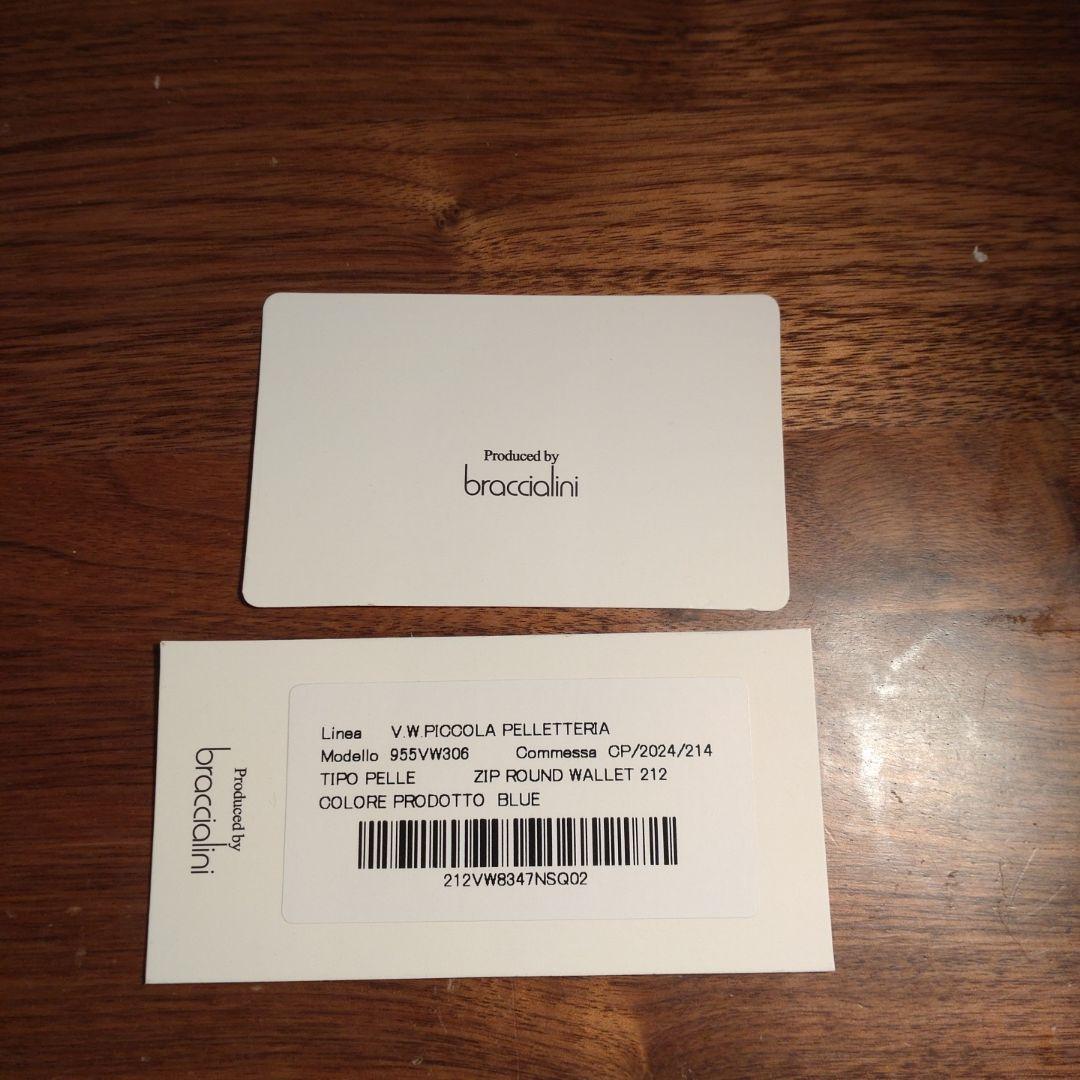 Produced by
braccialini
Produced by
braccialini
Linea V.W.PICCOLA PELLETTERIA
Modello 955VW306 Commessa CP/2024/214
TIPO PELLE ZIP ROUND WALLET 212
COLORE PRODOTTO BLUE
212VW8347NSQ02